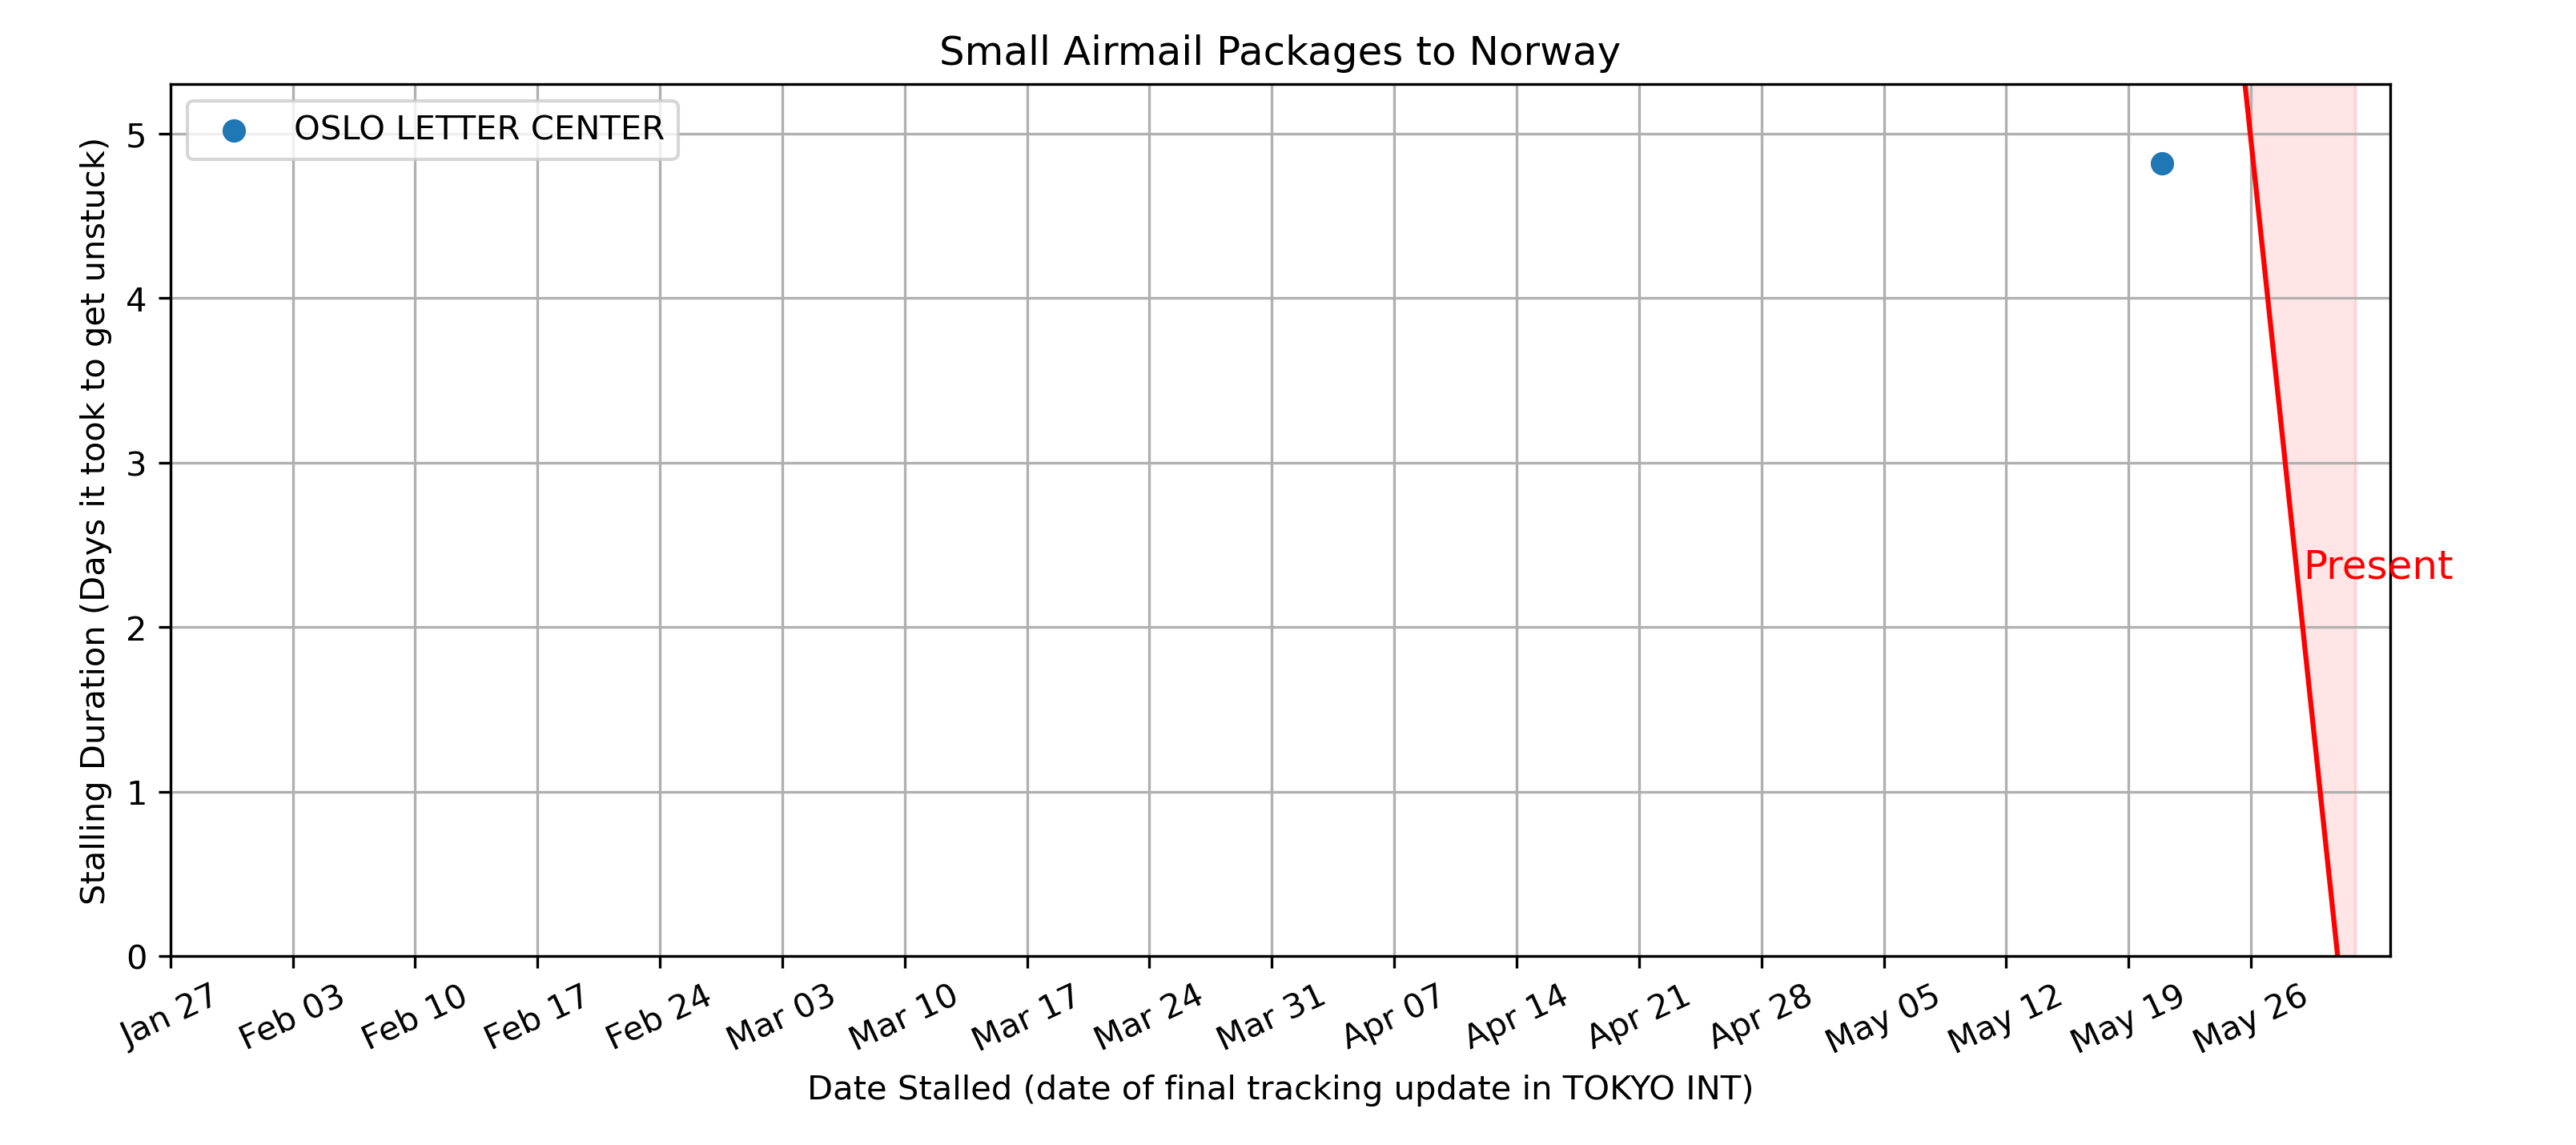 Small Airmail Packages to Norway
OSLO LETTER CENTER
Stalling Duration (Days it took to get unstuck)
5
4
3
2
1
0
Present
Jan 27
Feb 03
Feb 10
Feb 17
Feb 24
Mar 03
Mar 10
Mar 17
Mar 24
Mar 31
Apr 07
Apr 14
Apr 21
Apr 28
May 05
May 12
May 19
May 26
Date Stalled (date of final tracking update in TOKYO INT)